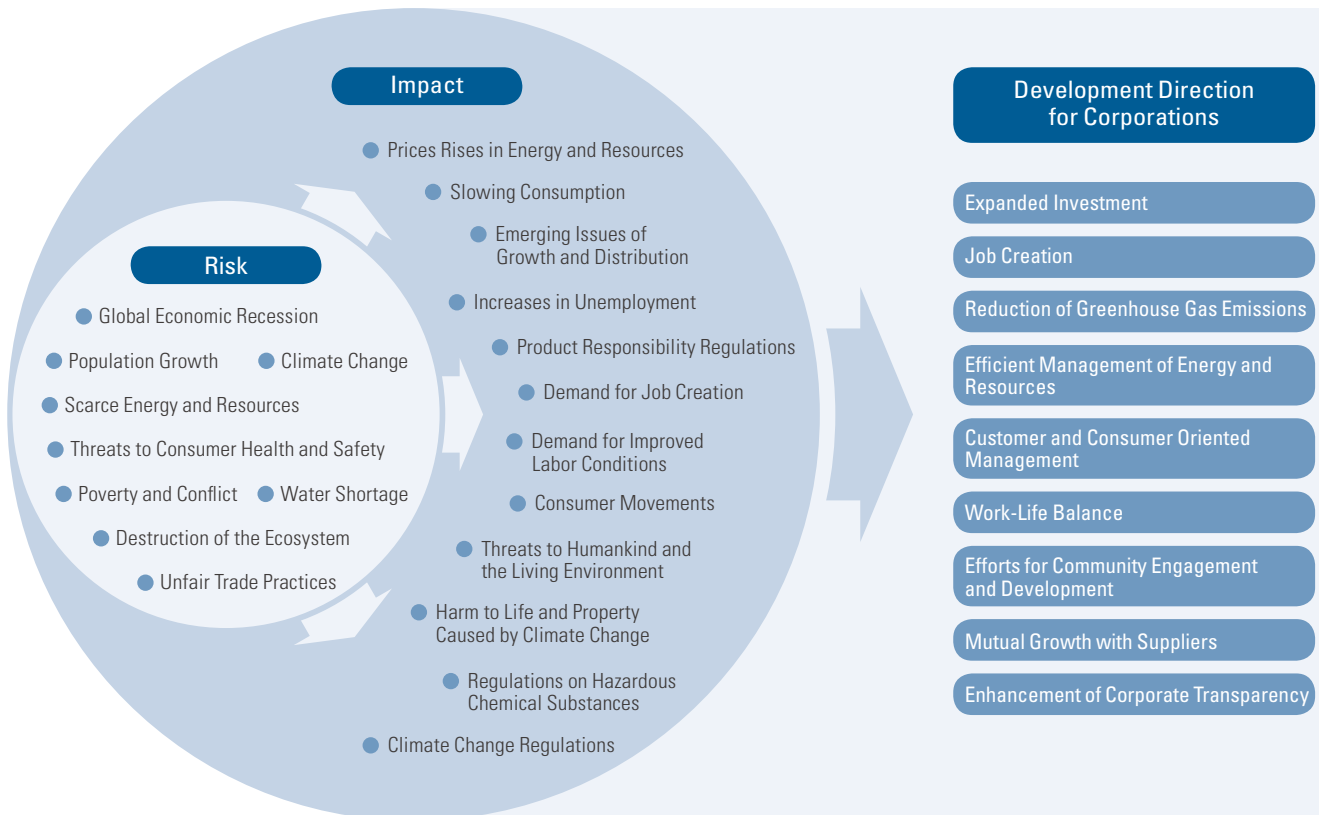 Impact
Prices Rises in Energy and Resources
Slowing Consumption
Emerging Issues of
Growth and Distribution
Increases in Unemployment
Product Responsibility Regulations
Demand for Job Creation
Demand for Improved
Labor Conditions
Consumer Movements
Threats to Humankind and
the Living Environment
Harm to Life and Property
Caused by Climate Change
Regulations on Hazardous
Chemical Substances
Climate Change Regulations
Risk
Global Economic Recession
Population Growth
Climate Change
Scarce Energy and Resources
Threats to Consumer Health and Safety
Poverty and Conflict
Water Shortage
Destruction of the Ecosystem
Unfair Trade Practices
Development Direction
for Corporations
Expanded Investment
Job Creation
Reduction of Greenhouse Gas Emissions
Efficient Management of Energy and
Resources
Customer and Consumer Oriented
Management
Work-Life Balance
Efforts for Community Engagement
and Development
Mutual Growth with Suppliers
Enhancement of Corporate Transparency